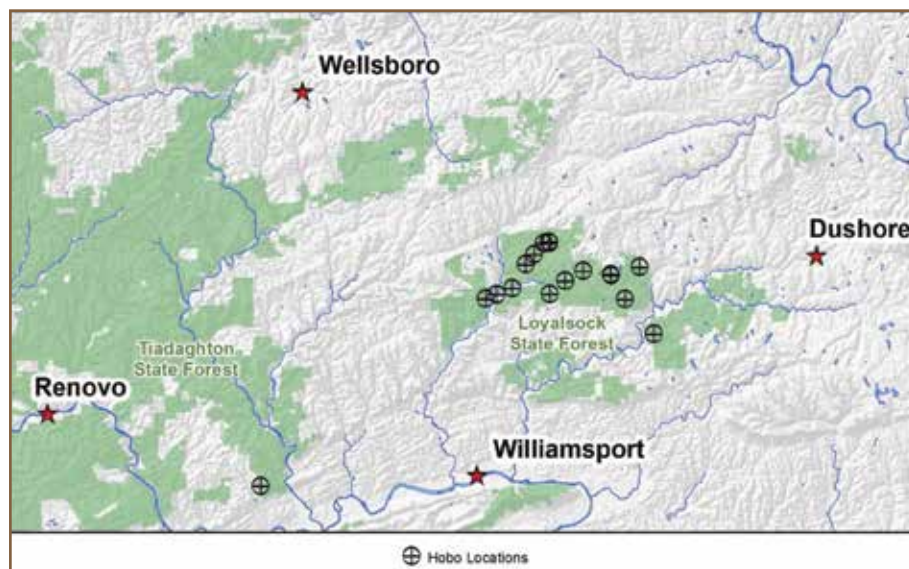 Wellsboro
Dushore
Loyalsock
State Forest
Tiadaghton
State Forest
Renovo
Williamsport
Hobo Locations